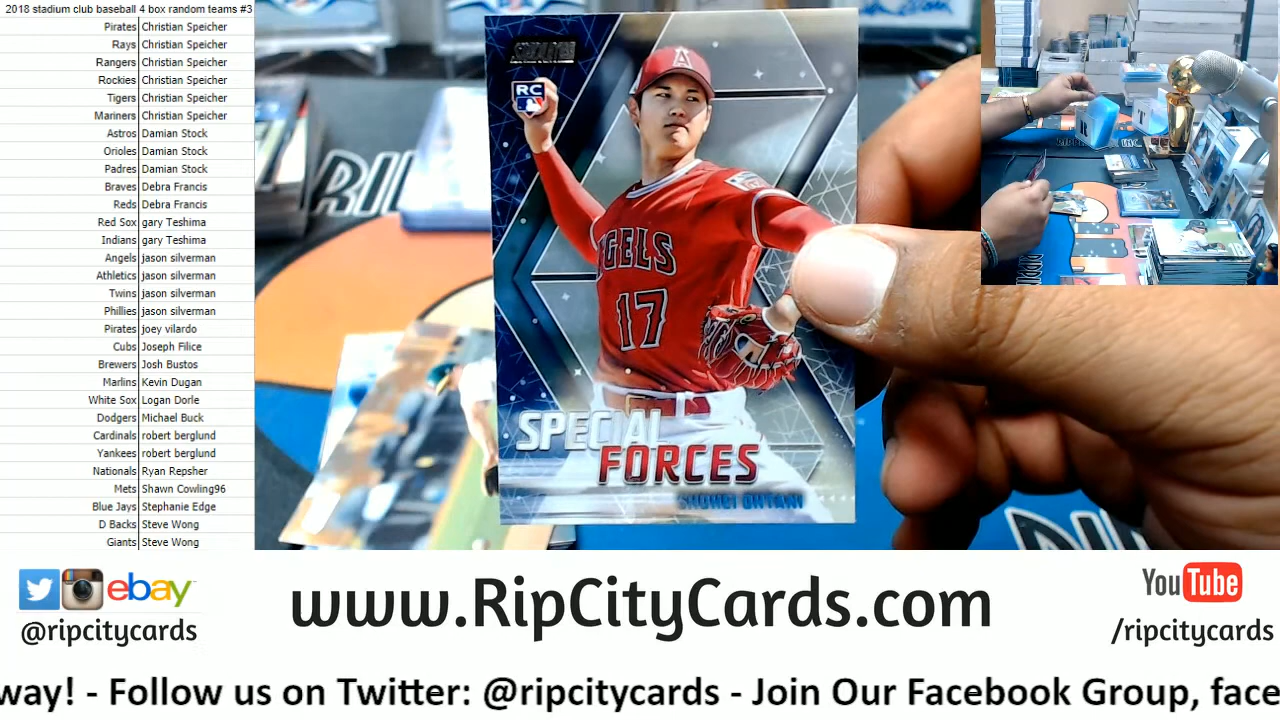 2018 stadium club baseball 4 box random teams #3
Pirates Christian Speicher
Rays Christian Speicher
Rangers Christian Speicher
Rockies Christian Speicher
Tigers Christian Speicher
Mariners Christian Speicher
Astros Damian Stock
Orioles Damian Stock
Padres Damian Stock
Braves Debra Francis
Reds Debra Francis
Red Sox gary Teshima
Indians gary Teshima
Angels jason silverman
Athletics jason silverman
Twins jason silverman
Phillies jason silverman
Pirates joey vilardo
Cubs Joseph Filice
Brewers Josh Bustos
Marlins Kevin Dugan
White Sox Logan Dorle
Dodgers Michael Buck
Cardinals robert berglund
Yankees robert berglund
Nationals Ryan Repsher
Mets Shawn Cowling96
Blue Jays Stephanie Edge
D Backs Steve Wong
Giants Steve Wong
RC
ANGELS
17
SPECIAL
FORCES
SHOHEI OHTANI
ebay
@ripcitycards
www.RipCityCards.com
YouTube
/ripcitycards
way! - Follow us on Twitter: @ripcitycards - Join Our Facebook Group, face